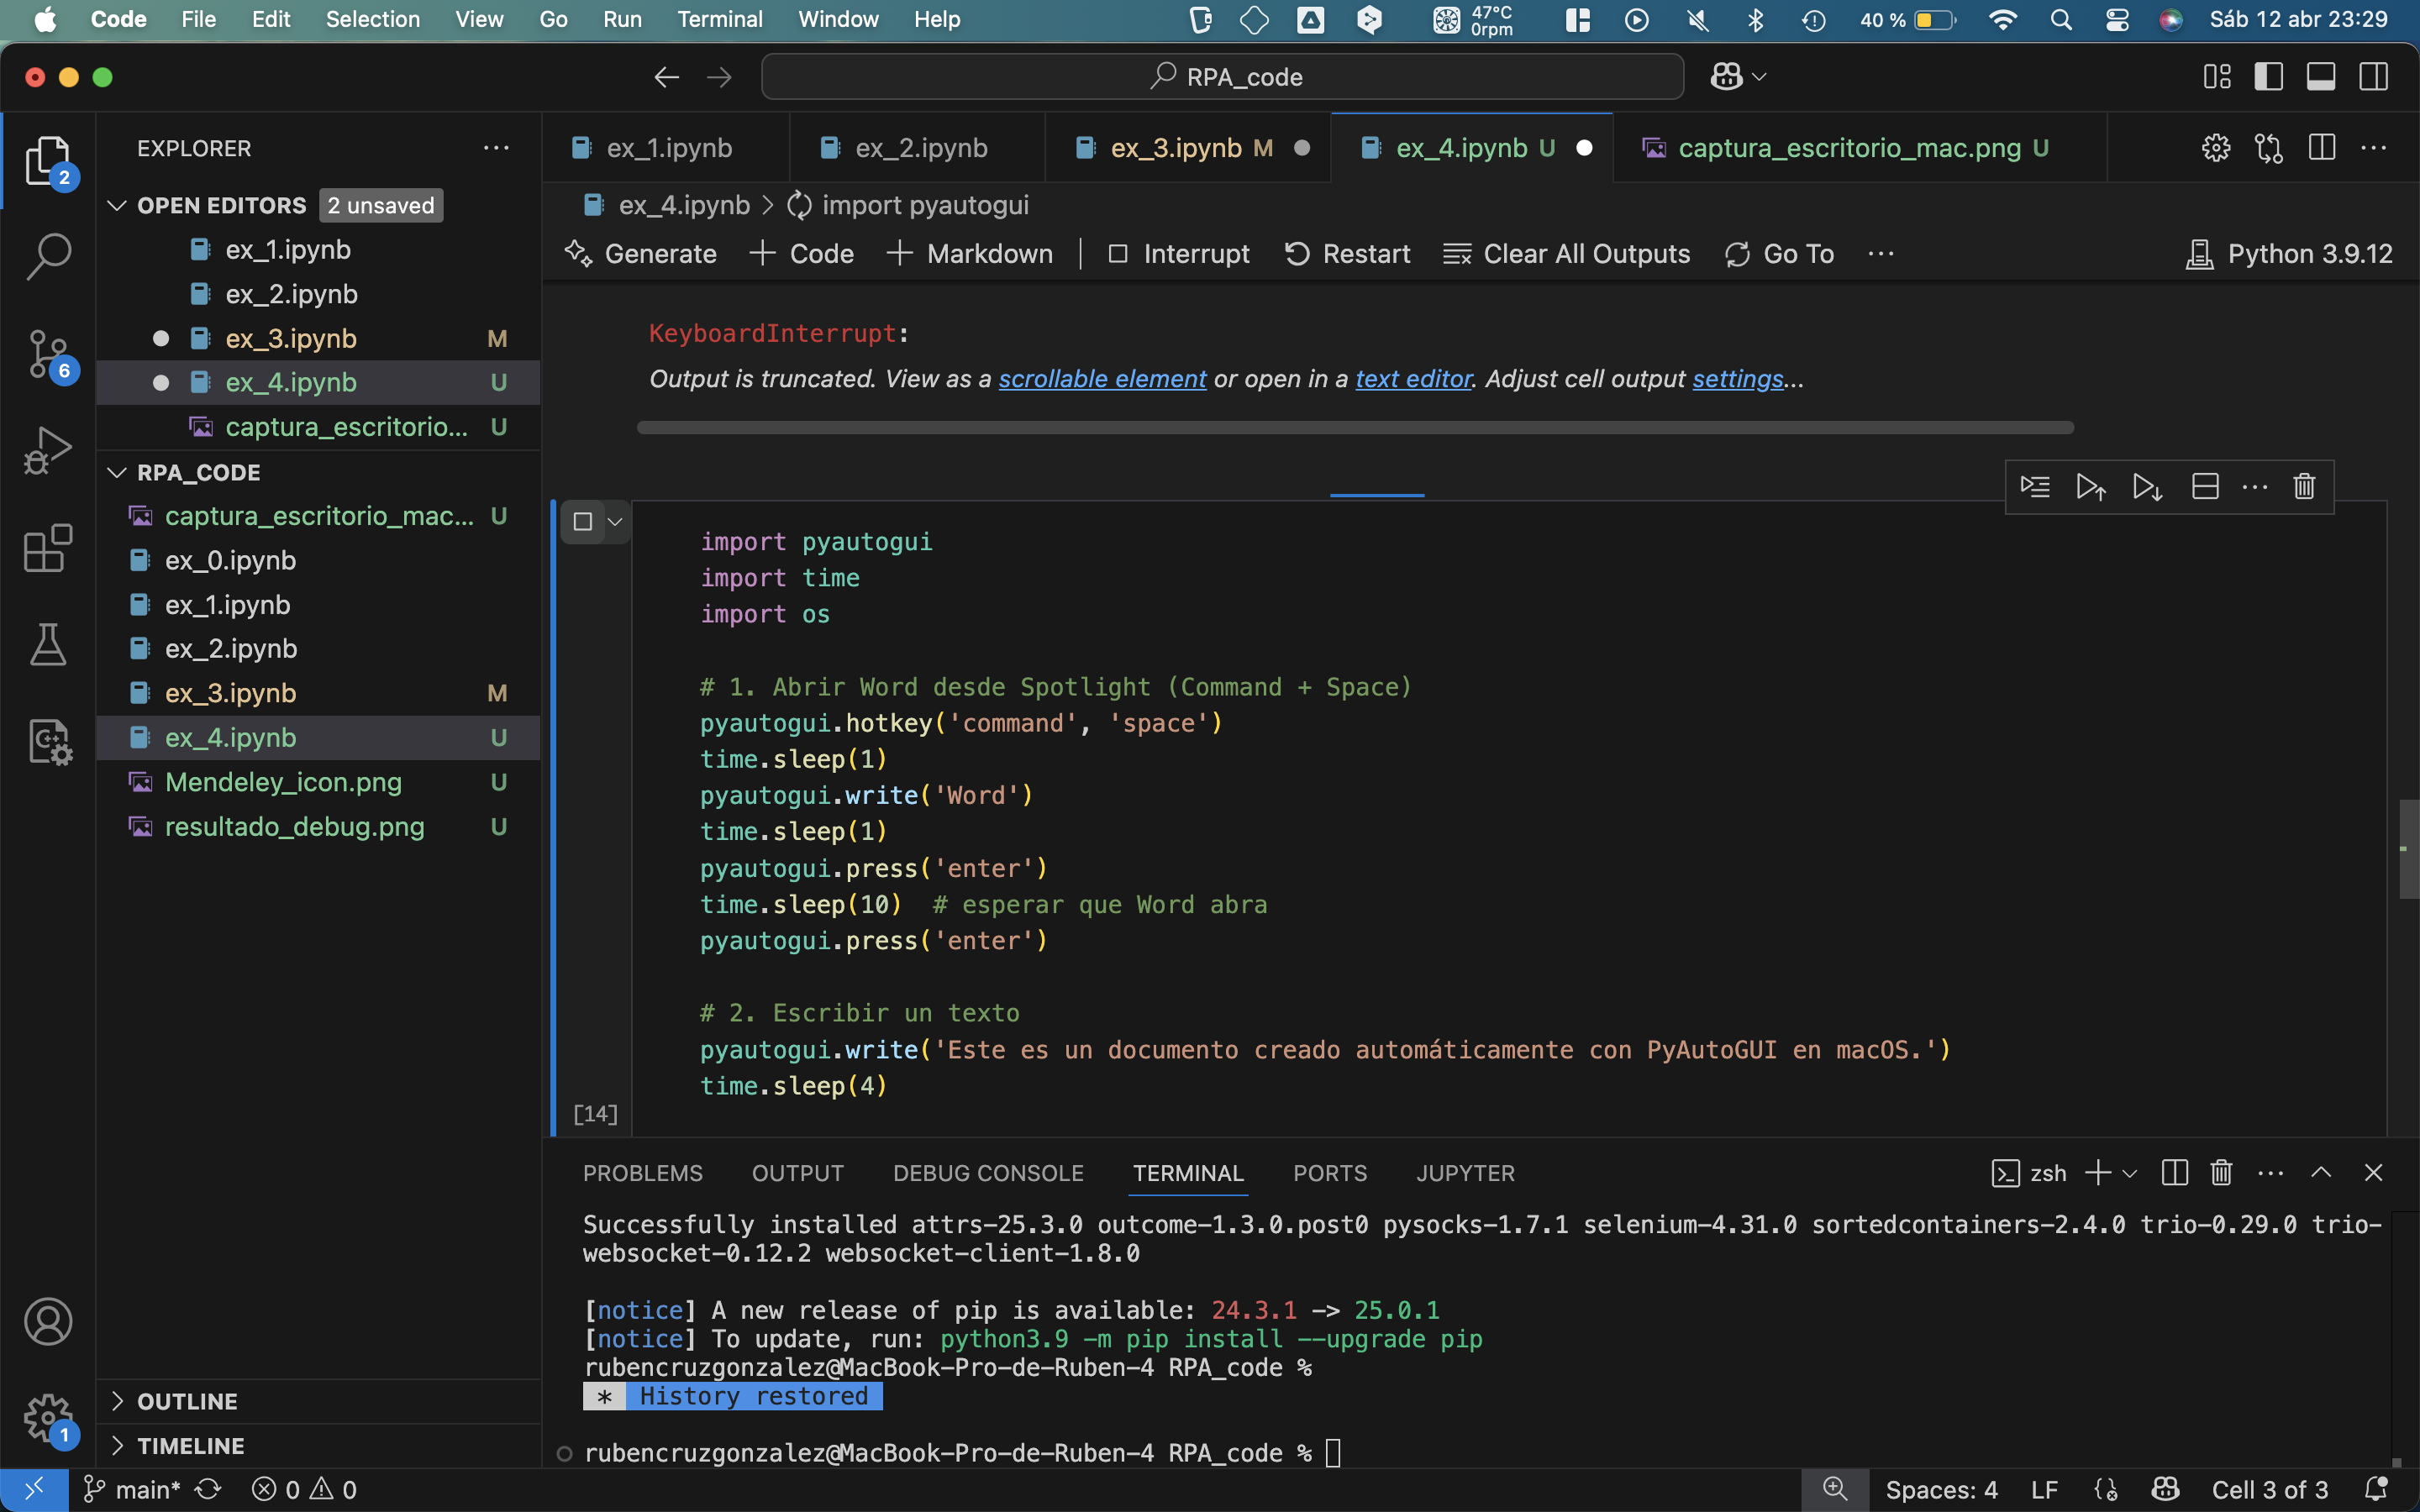 Code File Edit Selection View Go Run Terminal Window Help 47°C 0rpm 40 % Sáb 12 abr 23:29
RPA_code
EXPLORER
ex_1.ipynb ex_2.ipynb ex_3.ipynb M ex_4.ipynb U captura_escritorio_mac.png U
OPEN EDITORS 2 unsaved
ex_1.ipynb
ex_2.ipynb
ex_3.ipynb M
ex_4.ipynb U
captura_escritorio... U
RPA_CODE
captura_escritorio_mac... U
ex_0.ipynb
ex_1.ipynb
ex_2.ipynb
ex_3.ipynb M
ex_4.ipynb U
Mendeley_icon.png U
resultado_debug.png U
OUTLINE
TIMELINE
2
6
1
ex_4.ipynb > import pyautogui
Generate + Code + Markdown | Interrupt Restart Clear All Outputs Go To ... Python 3.9.12
KeyboardInterrupt:
Output is truncated. View as a scrollable element or open in a text editor. Adjust cell output settings...
import pyautogui
import time
import os
# 1. Abrir Word desde Spotlight (Command + Space)
pyautogui.hotkey('command', 'space')
time.sleep(1)
pyautogui.write('Word')
time.sleep(1)
pyautogui.press('enter')
time.sleep(10)  # esperar que Word abra
pyautogui.press('enter')
# 2. Escribir un texto
pyautogui.write('Este es un documento creado automáticamente con PyAutoGUI en macOS.')
time.sleep(4)
[14]
PROBLEMS OUTPUT DEBUG CONSOLE TERMINAL PORTS JUPYTER zsh
Successfully installed attrs-25.3.0 outcome-1.3.0.post0 pysocks-1.7.1 selenium-4.31.0 sortedcontainers-2.4.0 trio-0.29.0 trio-
websocket-0.12.2 websocket-client-1.8.0
[notice] A new release of pip is available: 24.3.1 -> 25.0.1
[notice] To update, run: python3.9 -m pip install --upgrade pip
rubencruzgonzalez@MacBook-Pro-de-Ruben-4 RPA_code %
* History restored
rubencruzgonzalez@MacBook-Pro-de-Ruben-4 RPA_code %
main* 0 0 Spaces: 4 LF Cell 3 of 3